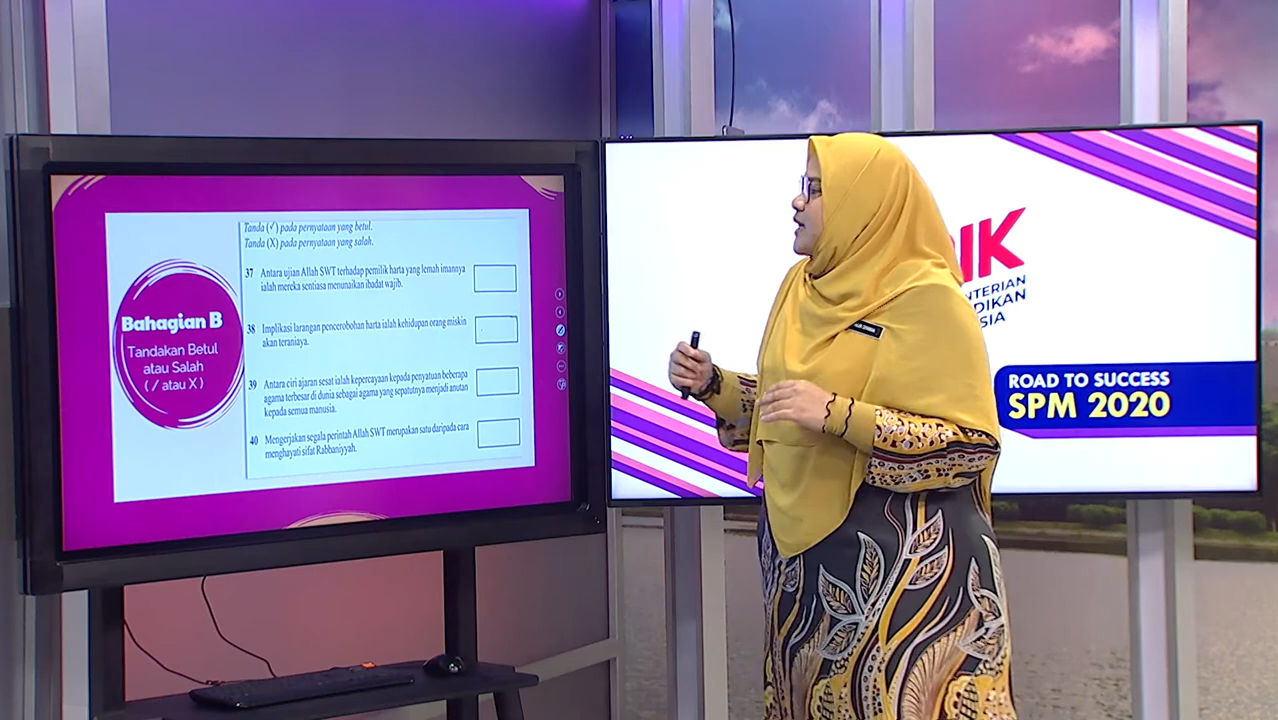 Bahagian B
Tandakan Betul
atau Salah
( / atau X )
Tanda (✓) pada pernyataan yang betul.
Tanda (X) pada pernyataan yang salah.
37 Antara ujian Allah SWT terhadap pemilik harta yang lemah imannya
ialah mereka sentiasa menunaikan ibadat wajib.
38 Implikasi larangan pencerobohan harta ialah kehidupan orang miskin
akan teraniaya.
39 Antara ciri ajaran sesat ialah kepercayaan kepada penyatuan beberapa
agama terbesar di dunia sebagai agama yang sepatutnya menjadi anutan
kepada semua manusia.
40 Mengerjakan segala perintah Allah SWT merupakan satu daripada cara
menghayati sifat Rabbaniyyah.
IK
NTERIAN
DIKAN
SIA
ROAD TO SUCCESS
SPM 2020